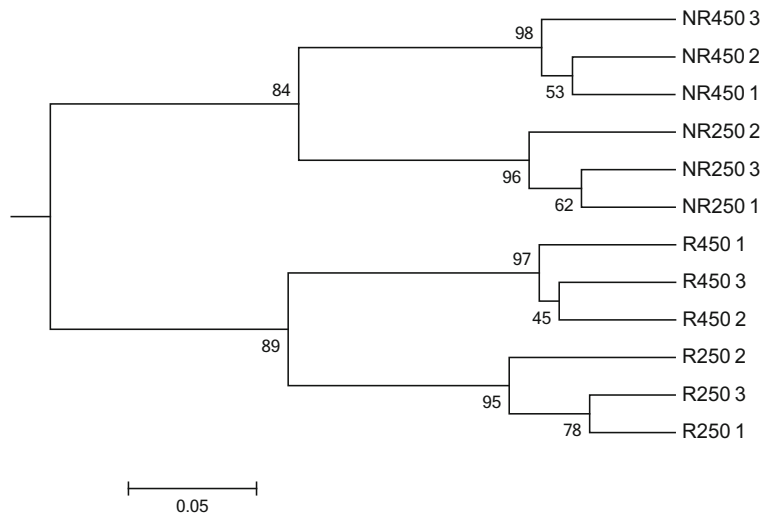 98
NR450 3
NR450 2
53
NR450 1
84
NR250 2
96
NR250 3
62
NR250 1
97
R450 1
R450 3
45
R450 2
89
R250 2
95
R250 3
78
R250 1
0.05